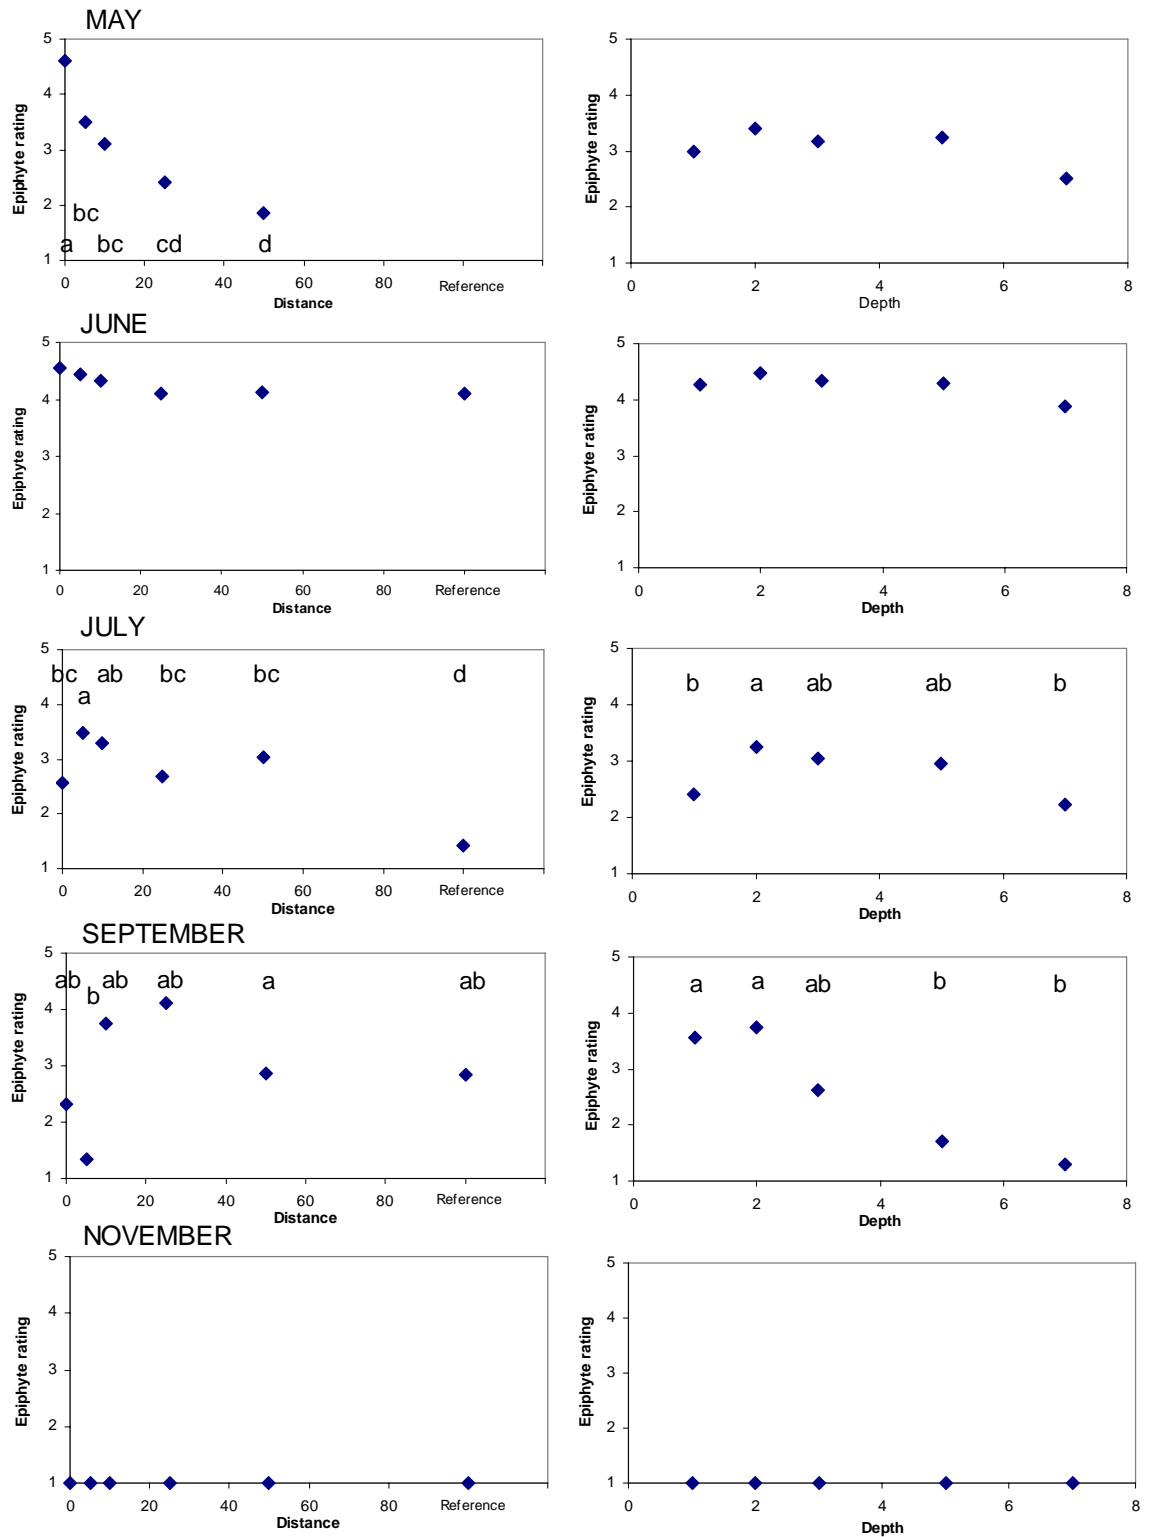 MAY
5
4
3
2
1
Epiphyte rating
bc
a bc cd d
0 20 40 60 80 Reference
Distance
5
4
3
2
1
Epiphyte rating
0 2 4 6 8
Depth
JUNE
5
4
3
2
1
Epiphyte rating
0 20 40 60 80 Reference
Distance
5
4
3
2
1
Epiphyte rating
0 2 4 6 8
Depth
JULY
5
4
3
2
1
Epiphyte rating
bc ab bc bc d
a
0 20 40 60 80 Reference
Distance
5
4
3
2
1
Epiphyte rating
b a ab ab b
0 2 4 6 8
Depth
SEPTEMBER
5
4
3
2
1
Epiphyte rating
ab ab ab a ab
b
0 20 40 60 80 Reference
Distance
5
4
3
2
1
Epiphyte rating
a a ab b b
0 2 4 6 8
Depth
NOVEMBER
5
4
3
2
1
Epiphyte rating
0 20 40 60 80 Reference
Distance
5
4
3
2
1
Epiphyte rating
0 2 4 6 8
Depth